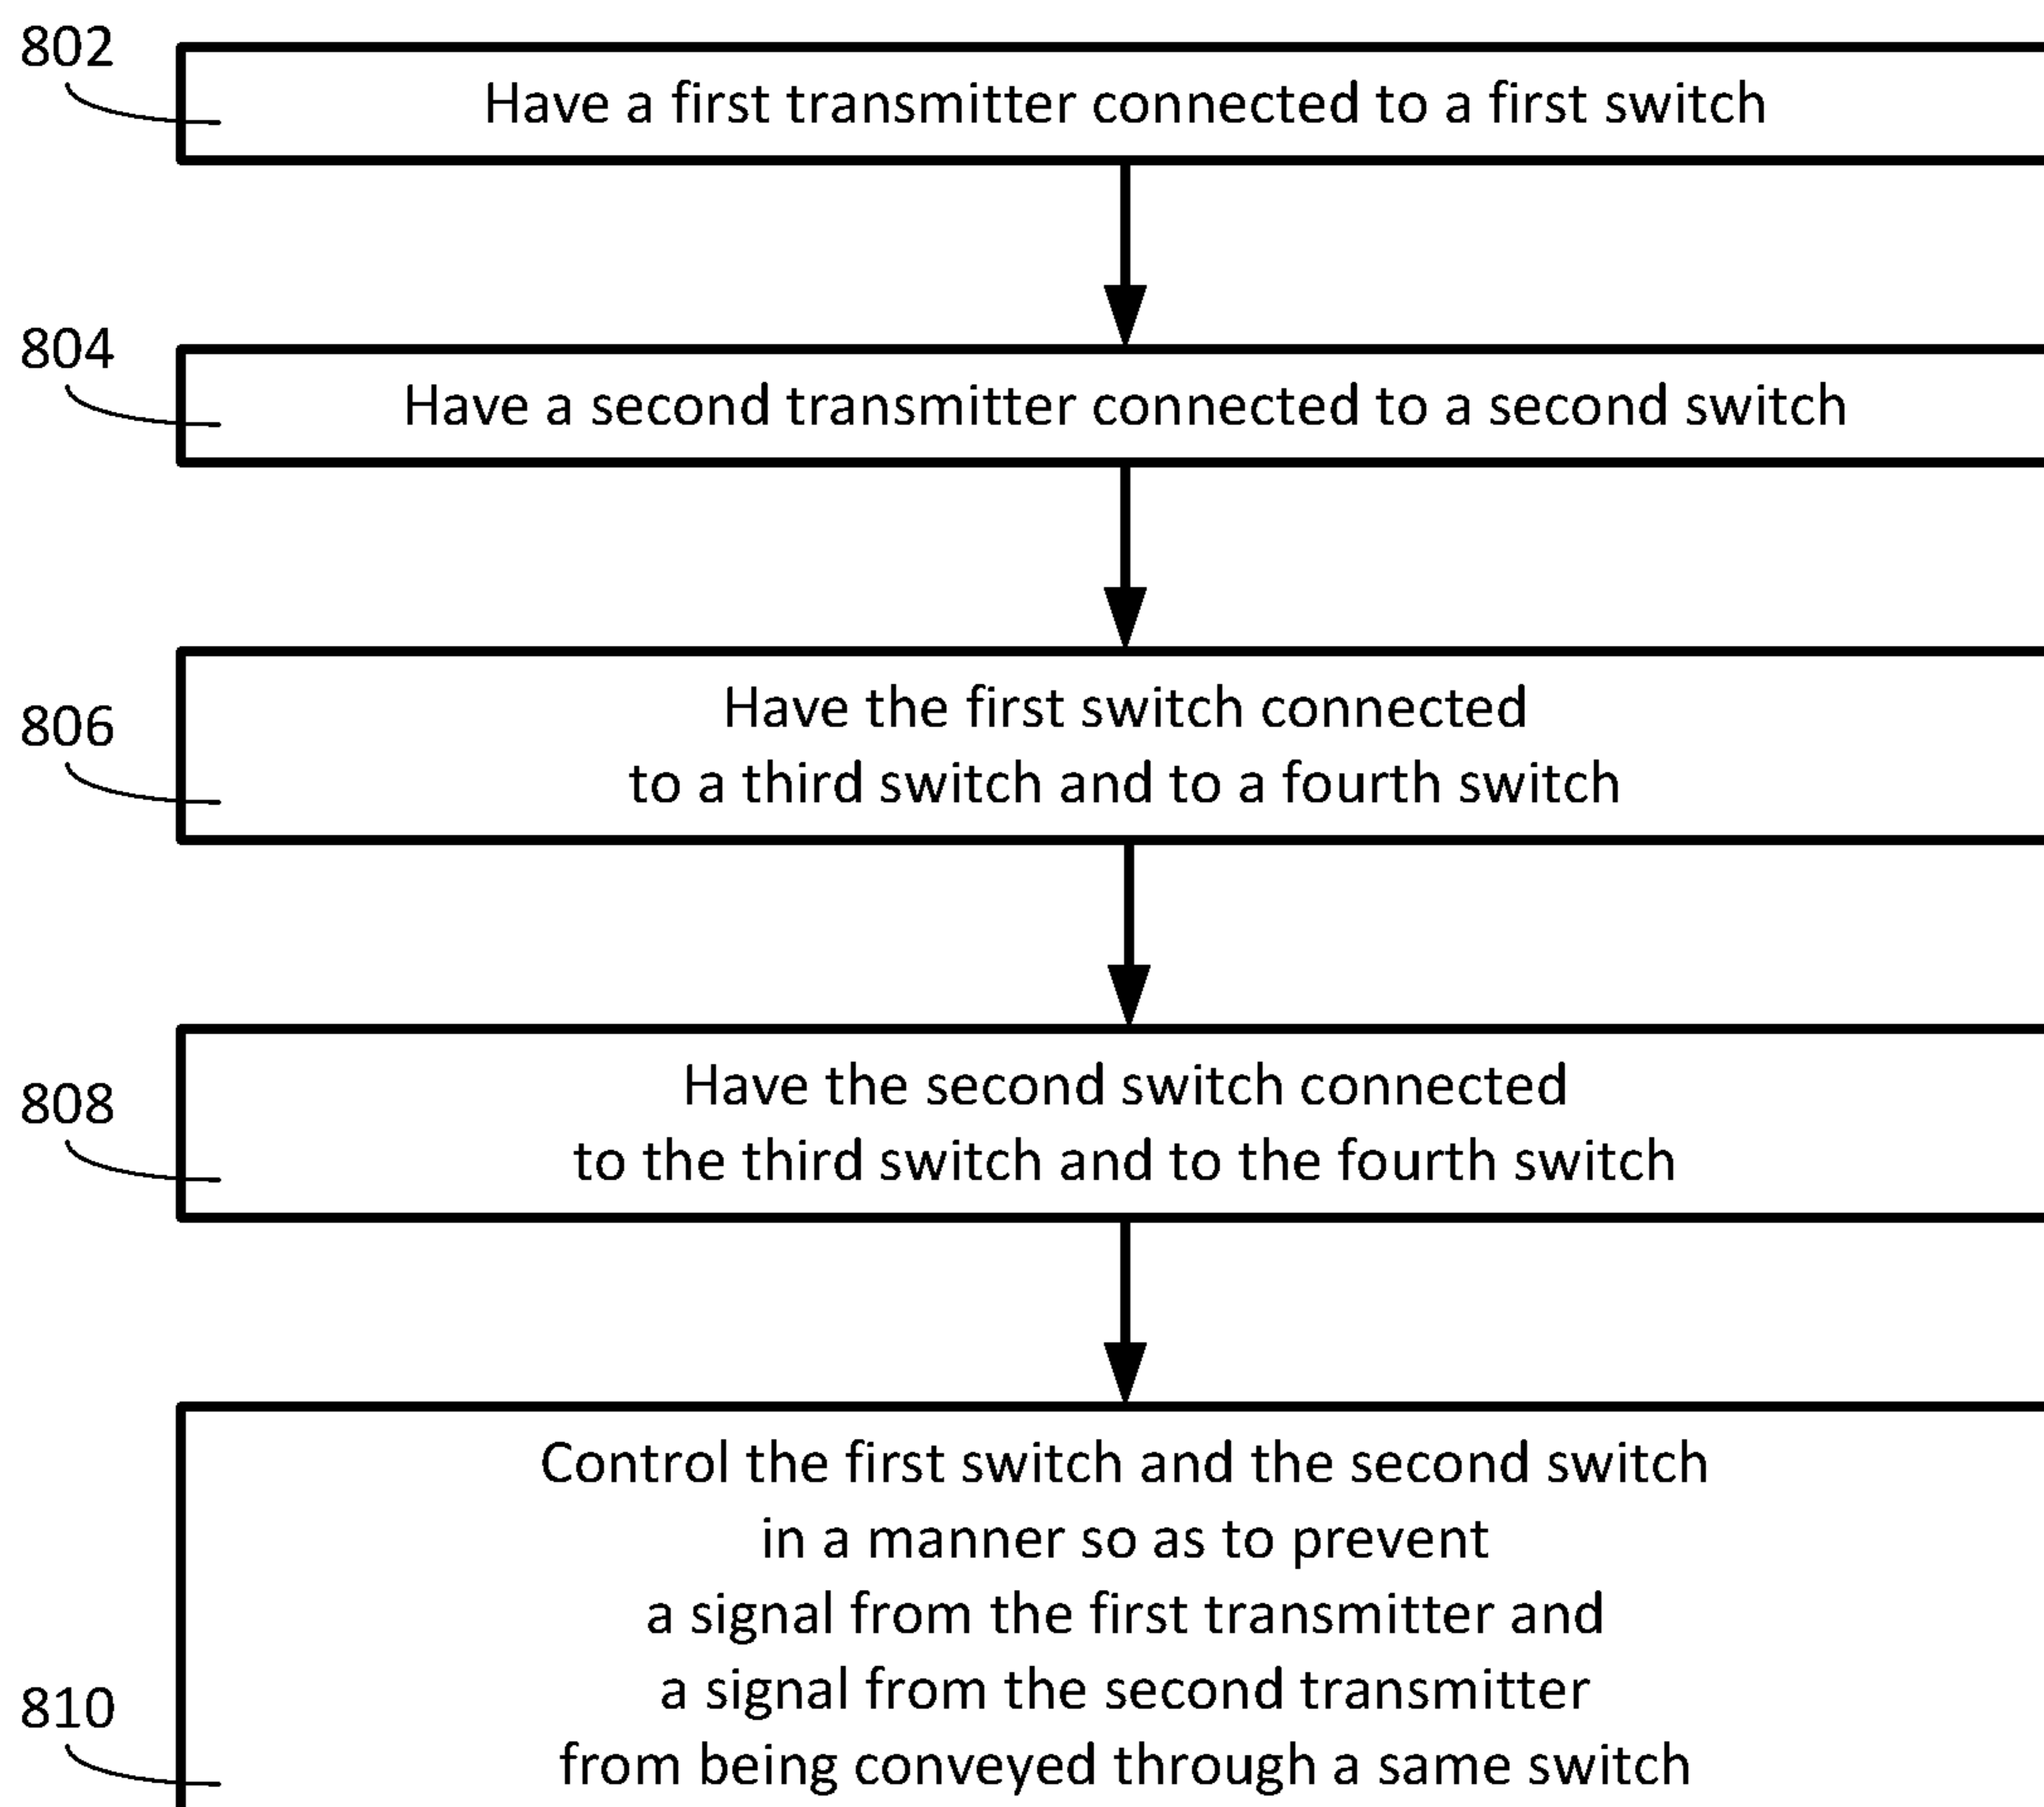 802
Have a first transmitter connected to a first switch
804
Have a second transmitter connected to a second switch
806
Have the first switch connected
to a third switch and to a fourth switch
808
Have the second switch connected
to the third switch and to the fourth switch
810
Control the first switch and the second switch
in a manner so as to prevent
a signal from the first transmitter and
a signal from the second transmitter
from being conveyed through a same switch